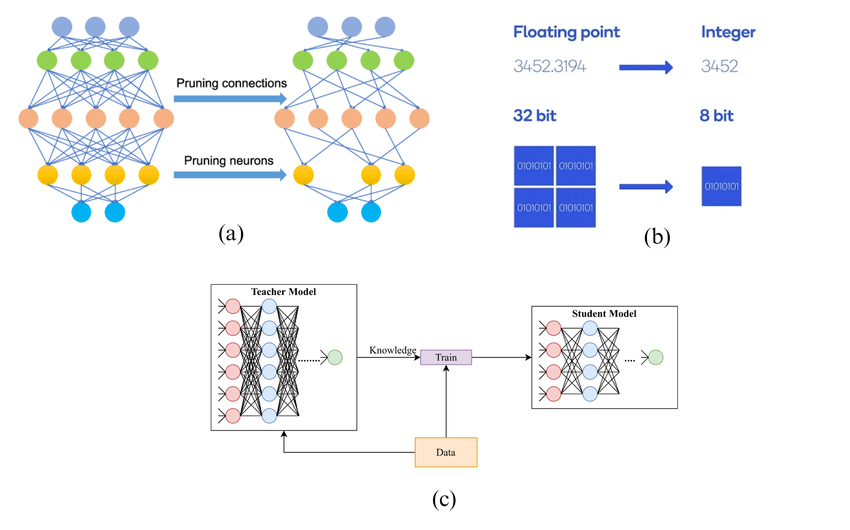 Pruning connections
Pruning neurons
(a)
Floating point
Integer
3452.3194
3452
32 bit
8 bit
01010101 01010101
01010101
01010101 01010101
(b)
Teacher Model
Knowledge
Train
Student Model
Data
(c)